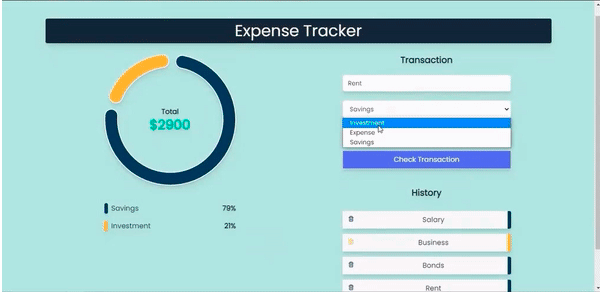 Expense Tracker
Total
$2900
Savings 79%
Investment 21%
Transaction
Rent
Savings
Investment
Expense
Savings
Check Transaction
History
Salary
Business
Bonds
Rent